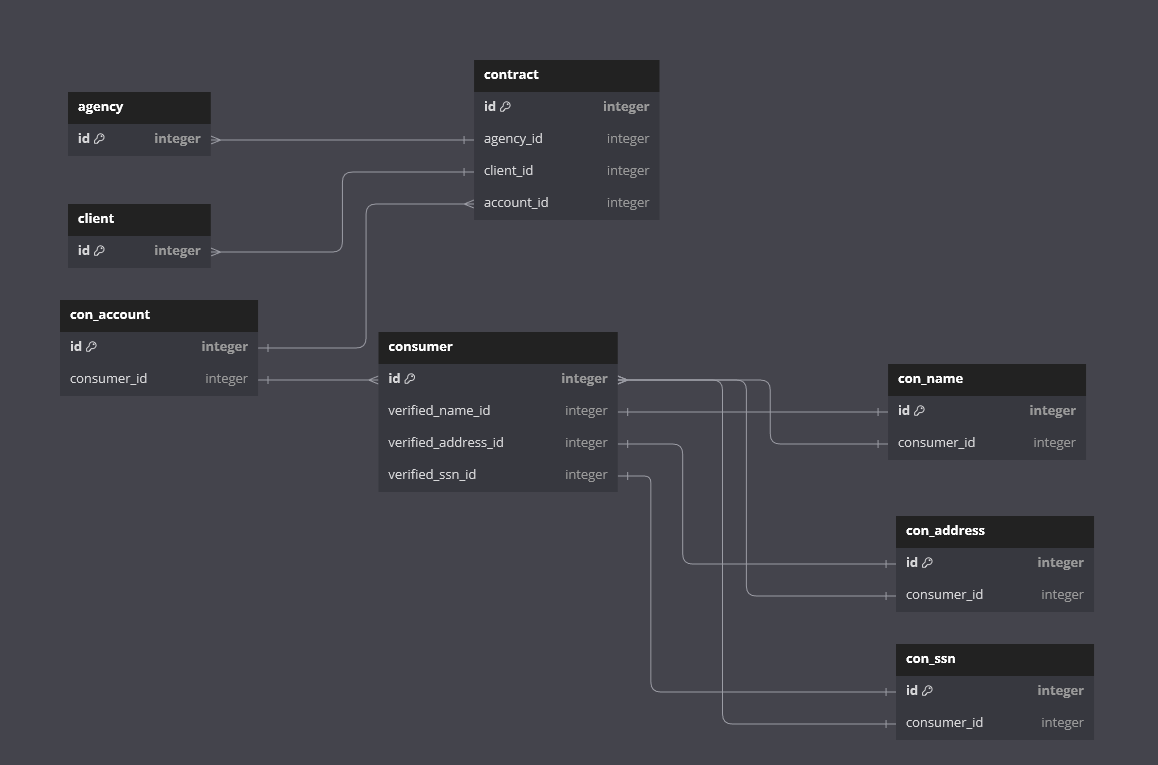 agency
id integer
client
id integer
con_account
id integer
consumer_id integer
contract
id integer
agency_id integer
client_id integer
account_id integer
consumer
id integer
verified_name_id integer
verified_address_id integer
verified_ssn_id integer
con_name
id integer
consumer_id integer
con_address
id integer
consumer_id integer
con_ssn
id integer
consumer_id integer